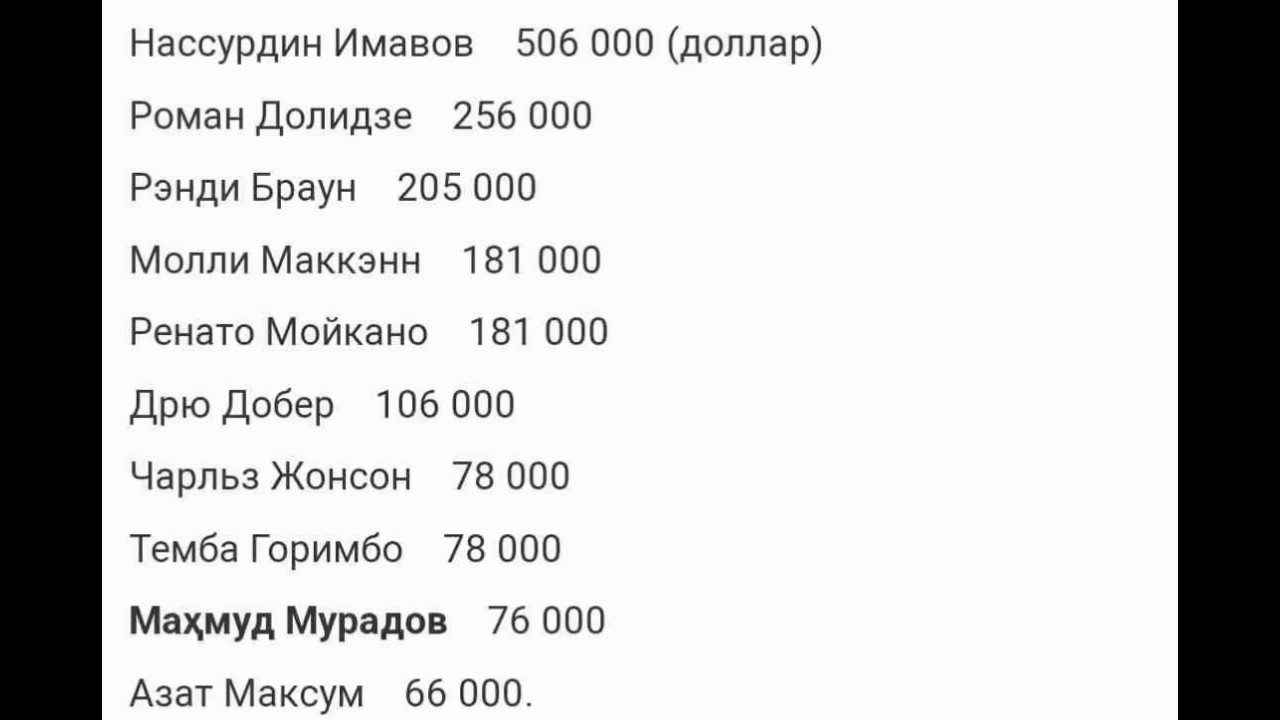 Нассурдин Имавов 506 000 (доллар)
Роман Долидзе 256 000
Рэнди Браун 205 000
Молли Маккэнн 181 000
Ренато Мойкано 181 000
Дрю Добер 106 000
Чарльз Жонсон 78 000
Темба Горимбо 78 000
Маҳмуд Мурадов 76 000
Азат Максум 66 000.